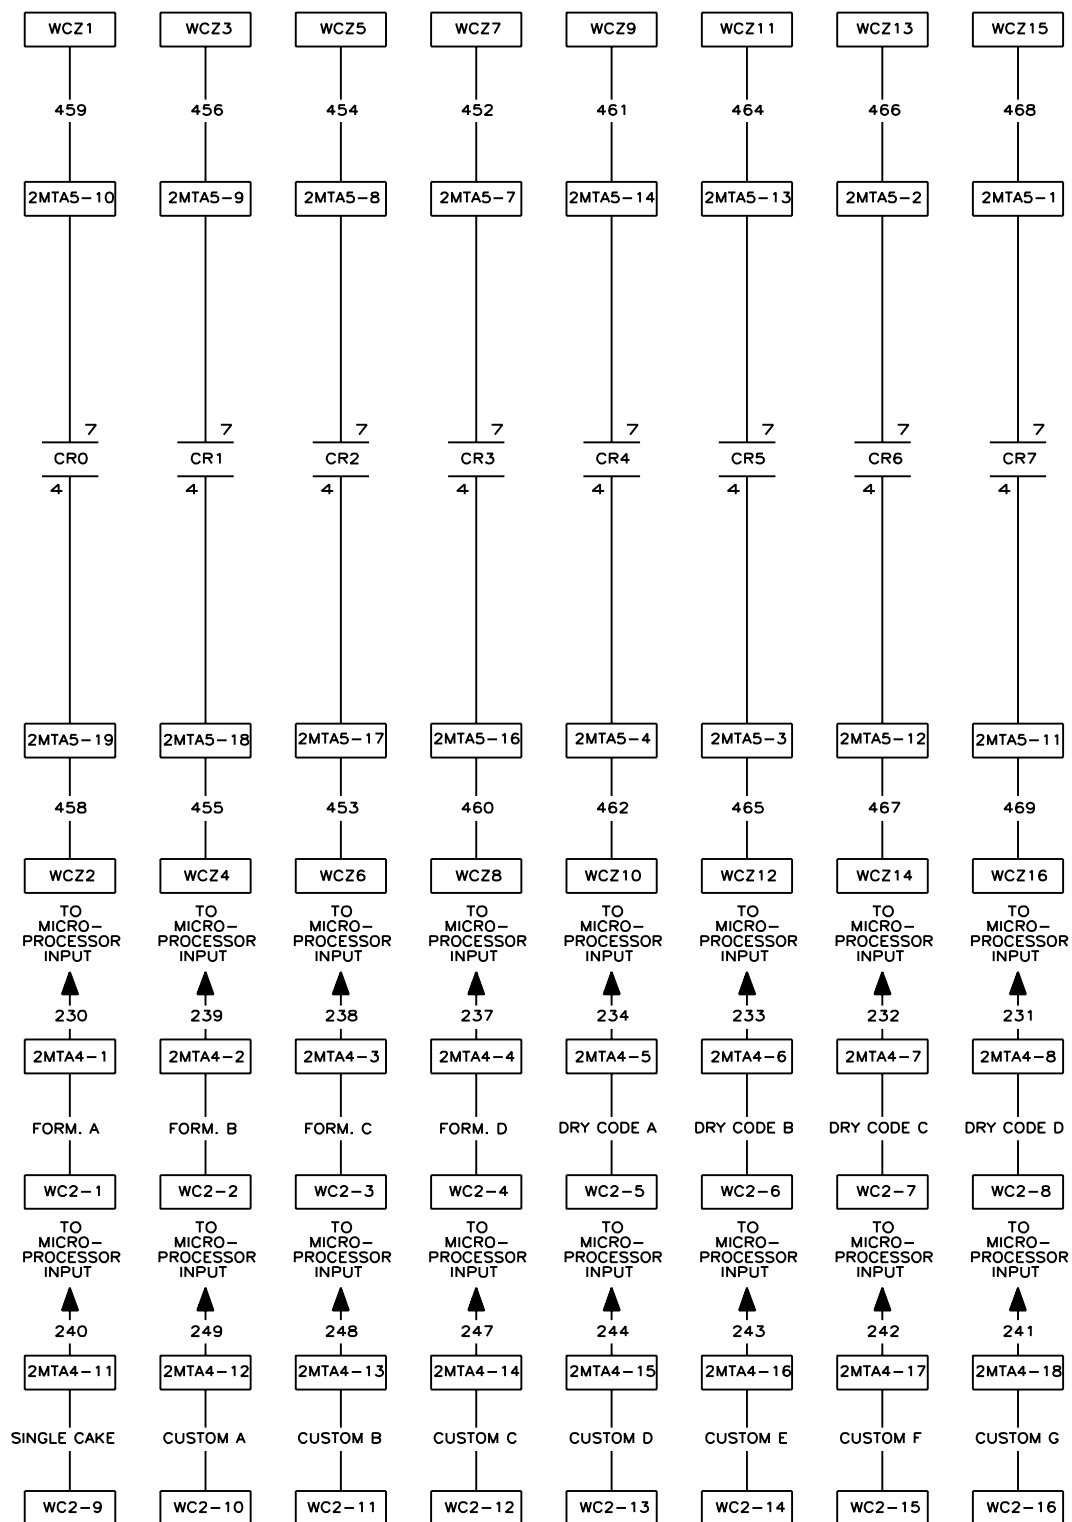 WCZ1 WCZ3 WCZ5 WCZ7 WCZ9 WCZ11 WCZ13 WCZ15
459 456 454 452 461 464 466 468
2MTA5-10 2MTA5-9 2MTA5-8 2MTA5-7 2MTA5-14 2MTA5-13 2MTA5-2 2MTA5-1
7 7 7 7 7 7 7 7
CR0 CR1 CR2 CR3 CR4 CR5 CR6 CR7
4 4 4 4 4 4 4 4
2MTA5-19 2MTA5-18 2MTA5-17 2MTA5-16 2MTA5-4 2MTA5-3 2MTA5-12 2MTA5-11
458 455 453 460 462 465 467 469
WCZ2 WCZ4 WCZ6 WCZ8 WCZ10 WCZ12 WCZ14 WCZ16
TO TO TO TO TO TO TO TO
MICRO- MICRO- MICRO- MICRO- MICRO- MICRO- MICRO- MICRO-
PROCESSOR PROCESSOR PROCESSOR PROCESSOR PROCESSOR PROCESSOR PROCESSOR PROCESSOR
INPUT INPUT INPUT INPUT INPUT INPUT INPUT INPUT
230 239 238 237 234 233 232 231
2MTA4-1 2MTA4-2 2MTA4-3 2MTA4-4 2MTA4-5 2MTA4-6 2MTA4-7 2MTA4-8
FORM. A FORM. B FORM. C FORM. D DRY CODE A DRY CODE B DRY CODE C DRY CODE D
WC2-1 WC2-2 WC2-3 WC2-4 WC2-5 WC2-6 WC2-7 WC2-8
TO TO TO TO TO TO TO TO
MICRO- MICRO- MICRO- MICRO- MICRO- MICRO- MICRO- MICRO-
PROCESSOR PROCESSOR PROCESSOR PROCESSOR PROCESSOR PROCESSOR PROCESSOR PROCESSOR
INPUT INPUT INPUT INPUT INPUT INPUT INPUT INPUT
240 249 248 247 244 243 242 241
2MTA4-11 2MTA4-12 2MTA4-13 2MTA4-14 2MTA4-15 2MTA4-16 2MTA4-17 2MTA4-18
SINGLE CAKE CUSTOM A CUSTOM B CUSTOM C CUSTOM D CUSTOM E CUSTOM F CUSTOM G
WC2-9 WC2-10 WC2-11 WC2-12 WC2-13 WC2-14 WC2-15 WC2-16